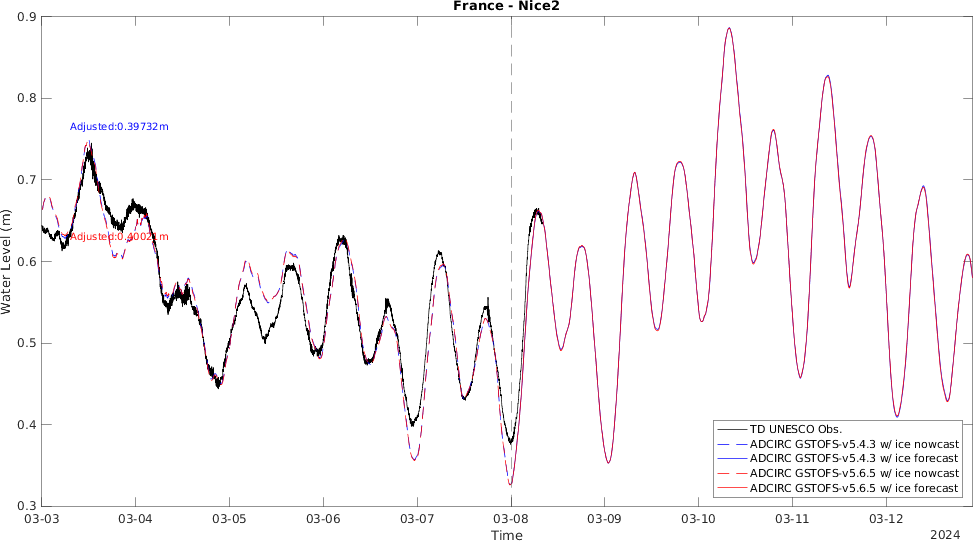 France - Nice2
0.9
0.8
0.7
0.6
0.5
0.4
0.3
Water Level (m)
Adjusted:0.39732m
Adjusted:0.40021m
TD UNESCO Obs.
ADCIRC GSTOFS-v5.4.3 w/ ice nowcast
ADCIRC GSTOFS-v5.4.3 w/ ice forecast
ADCIRC GSTOFS-v5.6.5 w/ ice nowcast
ADCIRC GSTOFS-v5.6.5 w/ ice forecast
03-03 03-04 03-05 03-06 03-07 03-08 03-09 03-10 03-11 03-12
Time
2024